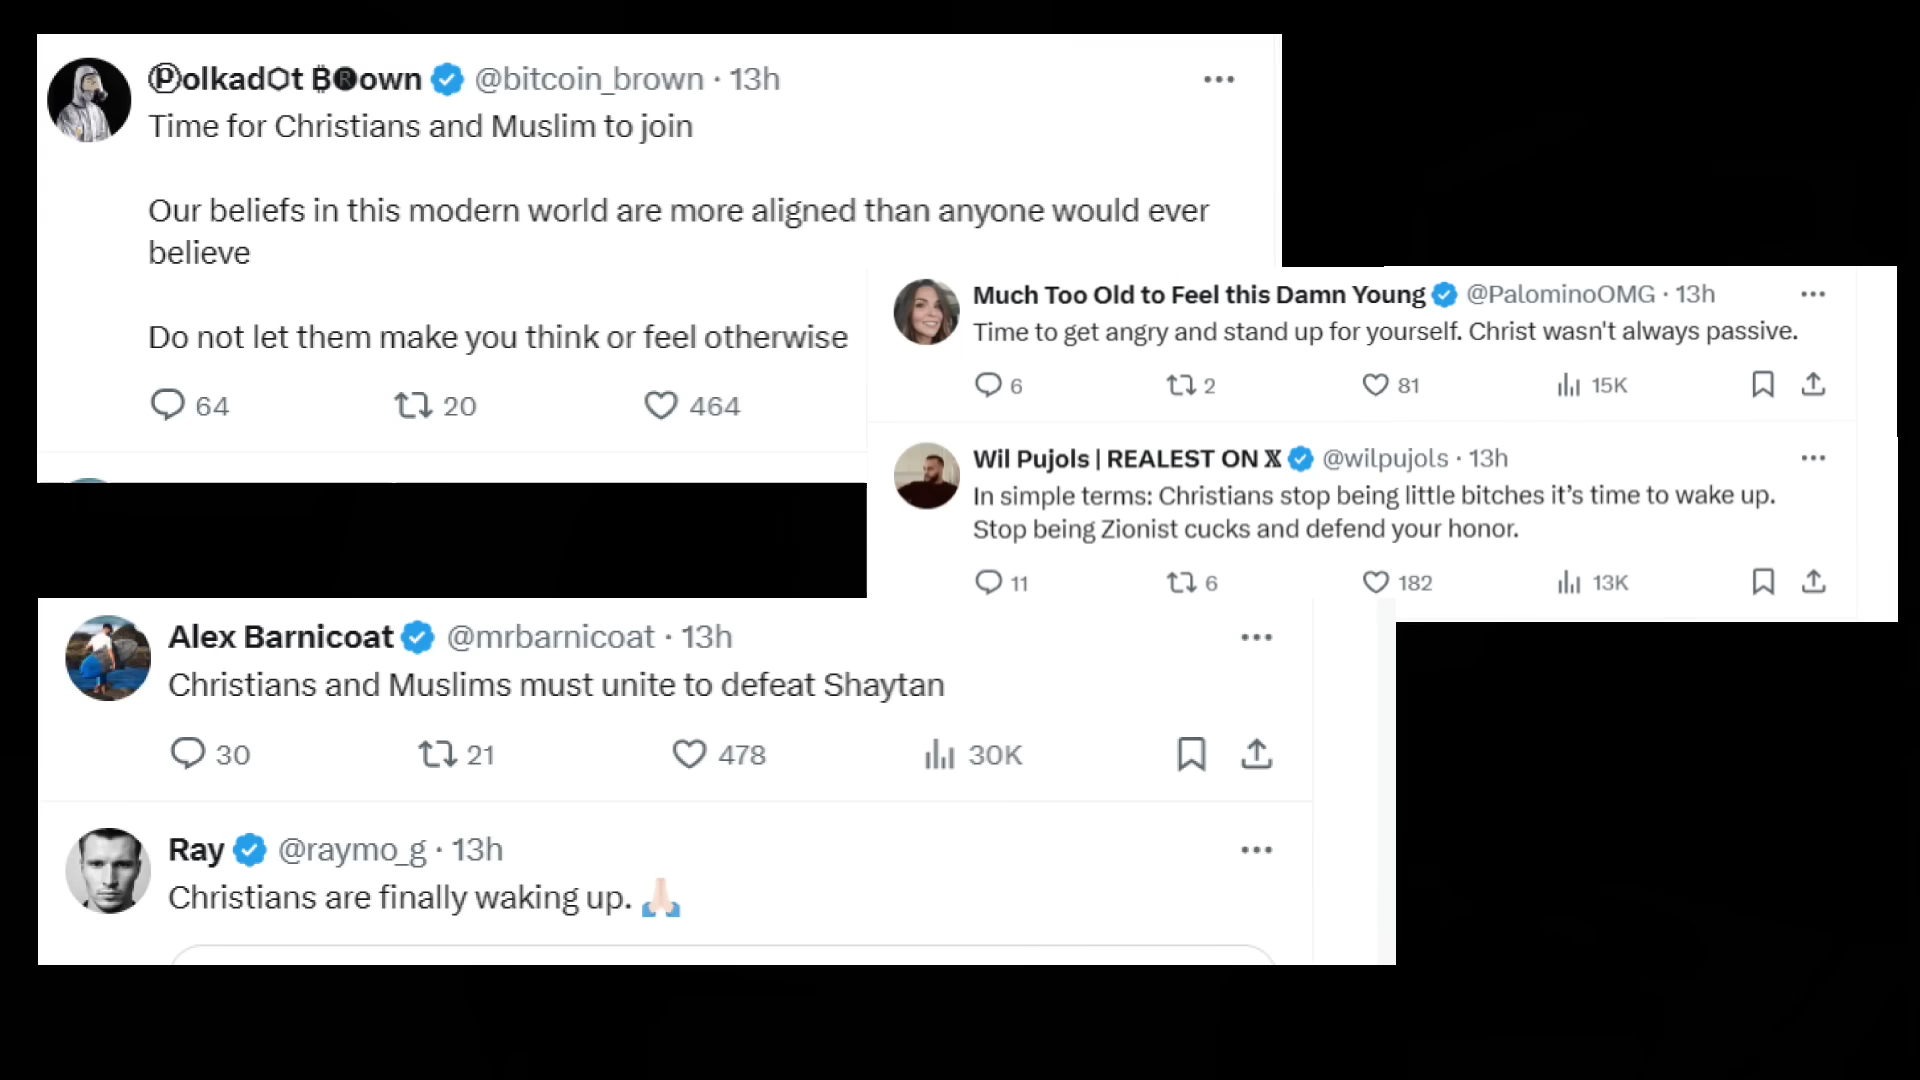 ⓟolkad⬡t ₿🅡own @bitcoin_brown · 13h
Time for Christians and Muslim to join
Our beliefs in this modern world are more aligned than anyone would ever
believe
Do not let them make you think or feel otherwise
64 20 464
Much Too Old to Feel this Damn Young @PalominoOMG · 13h
Time to get angry and stand up for yourself. Christ wasn't always passive.
6 2 81 15K
Wil Pujols | REALEST ON 𝕏 @wilpujols · 13h
In simple terms: Christians stop being little bitches it’s time to wake up.
Stop being Zionist cucks and defend your honor.
11 6 182 13K
Alex Barnicoat @mrbarnicoat · 13h
Christians and Muslims must unite to defeat Shaytan
30 21 478 30K
Ray @raymo_g · 13h
Christians are finally waking up. 🙏🏻